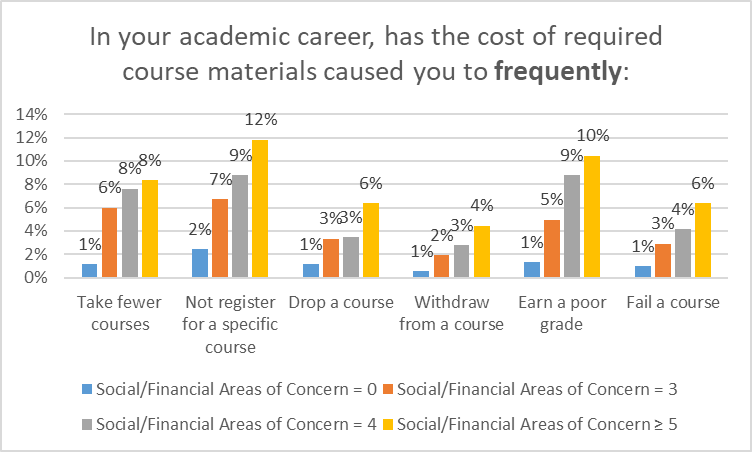 In your academic career, has the cost of required
course materials caused you to frequently:
14%
12%
10%
8%
6%
4%
2%
0%
1% 6% 8% 8%
2% 7% 9% 12%
1% 3% 3% 6%
1% 2% 3% 4%
1% 5% 9% 10%
1% 3% 4% 6%
Take fewer
courses
Not register
for a specific
course
Drop a course
Withdraw
from a course
Earn a poor
grade
Fail a course
Social/Financial Areas of Concern = 0 Social/Financial Areas of Concern = 3
Social/Financial Areas of Concern = 4 Social/Financial Areas of Concern ≥ 5